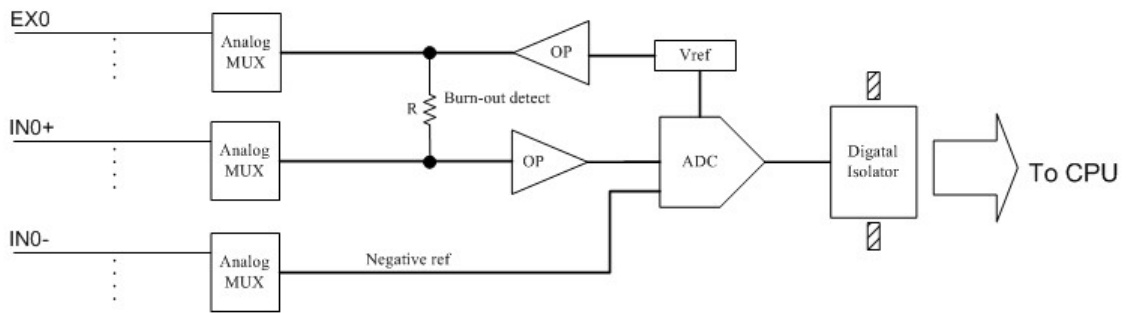 EX0
Analog
MUX
OP
Vref
R
Burn-out detect
IN0+
Analog
MUX
OP
ADC
Digatal
Isolator
To CPU
IN0-
Analog
MUX
Negative ref